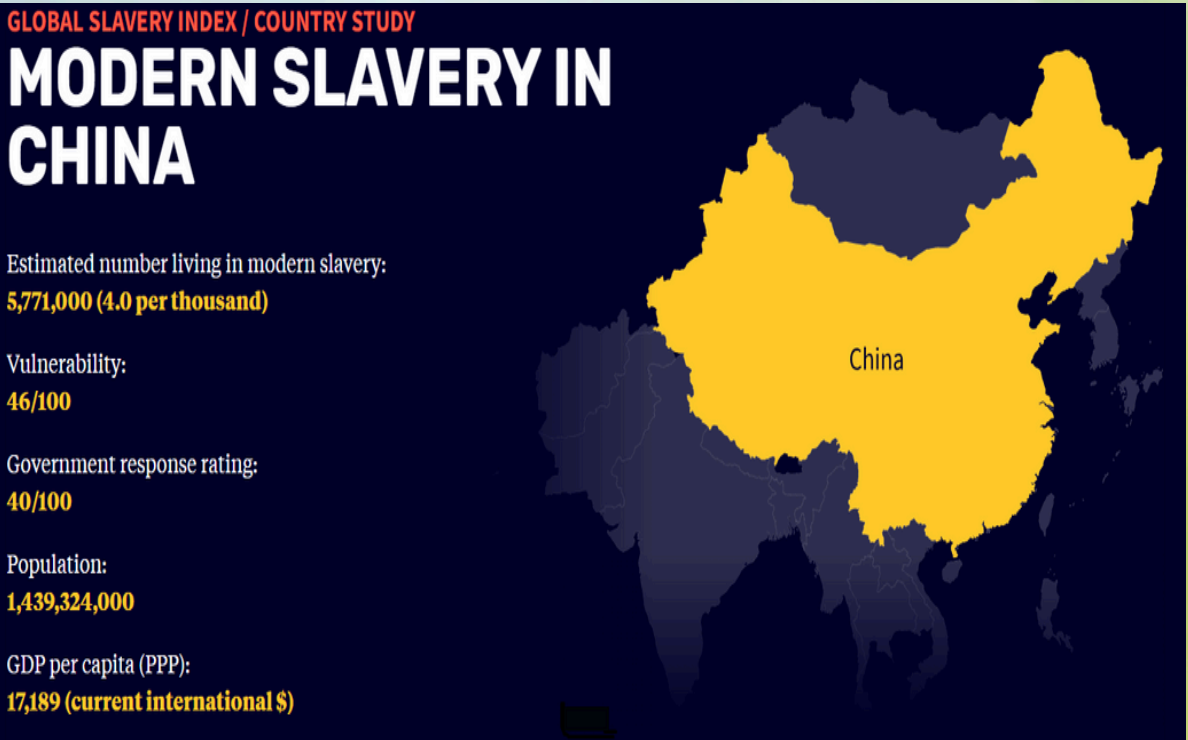 GLOBAL SLAVERY INDEX / COUNTRY STUDY
MODERN SLAVERY IN
CHINA
Estimated number living in modern slavery:
5,771,000 (4.0 per thousand)
Vulnerability:
46/100
Government response rating:
40/100
Population:
1,439,324,000
GDP per capita (PPP):
17,189 (current international $)
China